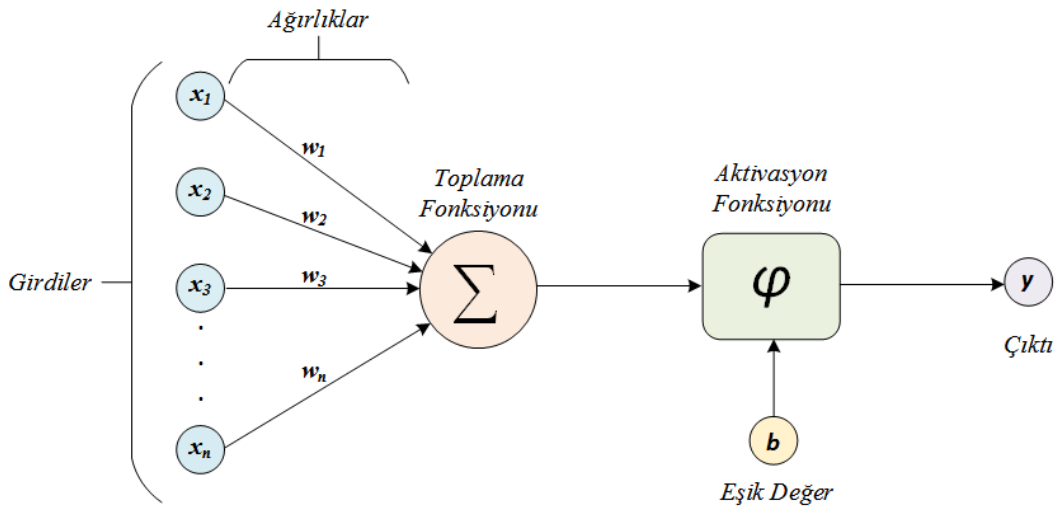 Ağırlıklar
x1
w1
x2
w2
Toplama
Fonksiyonu
Aktivasyon
Fonksiyonu
Girdiler
x3
w3
∑
φ
y
Çıktı
.
.
.
wn
xn
b
Eşik Değer